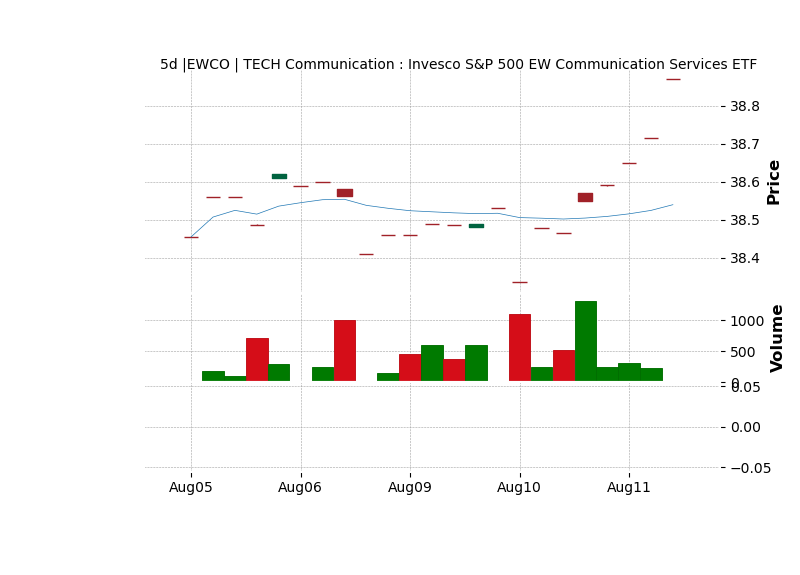 5d |EWCO | TECH Communication : Invesco S&P 500 EW Communication Services ETF
38.8
38.7
38.6
38.5
38.4
Price
1000
500
0
Volume
0.05
0.00
−0.05
Aug05 Aug06 Aug09 Aug10 Aug11